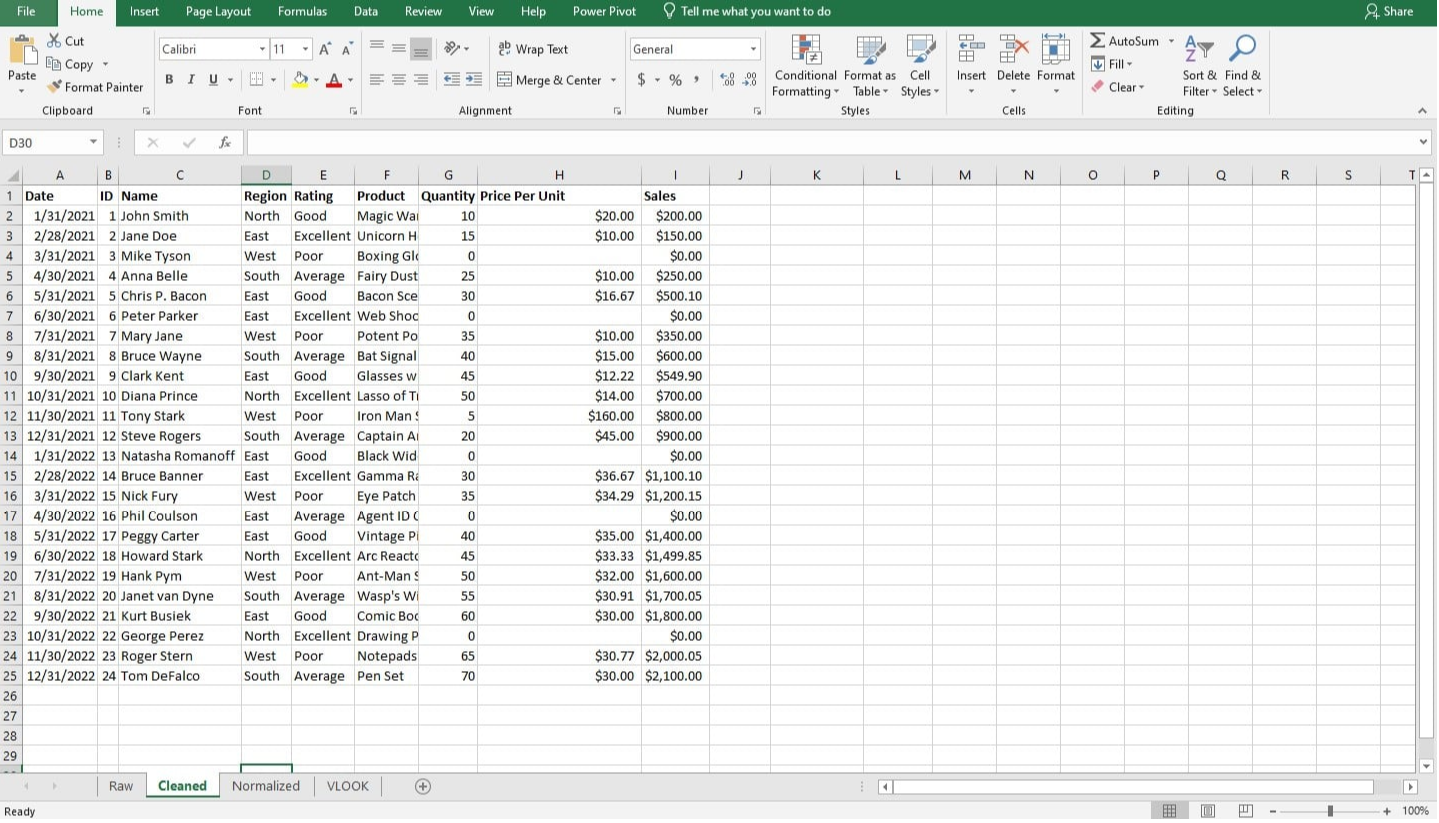 File Home Insert Page Layout Formulas Data Review View Help Power Pivot Tell me what you want to do Share
Paste Cut Copy Format Painter Clipboard
Calibri 11 A A B I U A Font
ab Wrap Text Merge & Center Alignment
General $ % , .00 .0 Number
Conditional Formatting Format as Table Cell Styles Styles
Insert Delete Format Cells
AutoSum Fill Clear Sort & Filter Find & Select Editing
D30 fx
A B C D E F G H I J K L M N O P Q R S T
1 Date ID Name Region Rating Product Quantity Price Per Unit Sales
2 1/31/2021 1 John Smith North Good Magic Wa 10 $20.00 $200.00
3 2/28/2021 2 Jane Doe East Excellent Unicorn H 15 $10.00 $150.00
4 3/31/2021 3 Mike Tyson West Poor Boxing Glo 0 $0.00
5 4/30/2021 4 Anna Belle South Average Fairy Dust 25 $10.00 $250.00
6 5/31/2021 5 Chris P. Bacon East Good Bacon Sce 30 $16.67 $500.10
7 6/30/2021 6 Peter Parker East Excellent Web Shoo 0 $0.00
8 7/31/2021 7 Mary Jane West Poor Potent Po 35 $10.00 $350.00
9 8/31/2021 8 Bruce Wayne South Average Bat Signal 40 $15.00 $600.00
10 9/30/2021 9 Clark Kent East Good Glasses w 45 $12.22 $549.90
11 10/31/2021 10 Diana Prince North Excellent Lasso of T 50 $14.00 $700.00
12 11/30/2021 11 Tony Stark West Poor Iron Man S 5 $160.00 $800.00
13 12/31/2021 12 Steve Rogers South Average Captain A 20 $45.00 $900.00
14 1/31/2022 13 Natasha Romanoff East Good Black Wid 0 $0.00
15 2/28/2022 14 Bruce Banner East Excellent Gamma Ra 30 $36.67 $1,100.10
16 3/31/2022 15 Nick Fury West Poor Eye Patch 35 $34.29 $1,200.15
17 4/30/2022 16 Phil Coulson East Average Agent ID C 0 $0.00
18 5/31/2022 17 Peggy Carter East Good Vintage P 40 $35.00 $1,400.00
19 6/30/2022 18 Howard Stark North Excellent Arc Reacto 45 $33.33 $1,499.85
20 7/31/2022 19 Hank Pym West Poor Ant-Man S 50 $32.00 $1,600.00
21 8/31/2022 20 Janet van Dyne South Average Wasp's Wi 55 $30.91 $1,700.05
22 9/30/2022 21 Kurt Busiek East Good Comic Boo 60 $30.00 $1,800.00
23 10/31/2022 22 George Perez North Excellent Drawing P 0 $0.00
24 11/30/2022 23 Roger Stern West Poor Notepads 65 $30.77 $2,000.05
25 12/31/2022 24 Tom DeFalco South Average Pen Set 70 $30.00 $2,100.00
26
27
28
29
Raw Cleaned Normalized VLOOK
Ready 100%